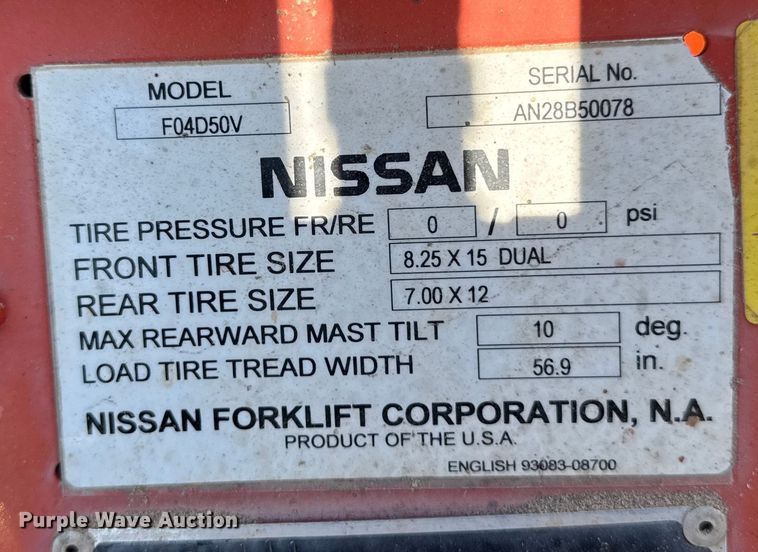 MODEL SERIAL No.
F04D50V AN28B50078
NISSAN
TIRE PRESSURE FR/RE 0 / 0 psi
FRONT TIRE SIZE 8.25 X 15 DUAL
REAR TIRE SIZE 7.00 X 12
MAX REARWARD MAST TILT 10 deg.
LOAD TIRE TREAD WIDTH 56.9 in.
NISSAN FORKLIFT CORPORATION, N.A.
PRODUCT OF THE U.S.A.
ENGLISH 93083-08700
Purple Wave Auction